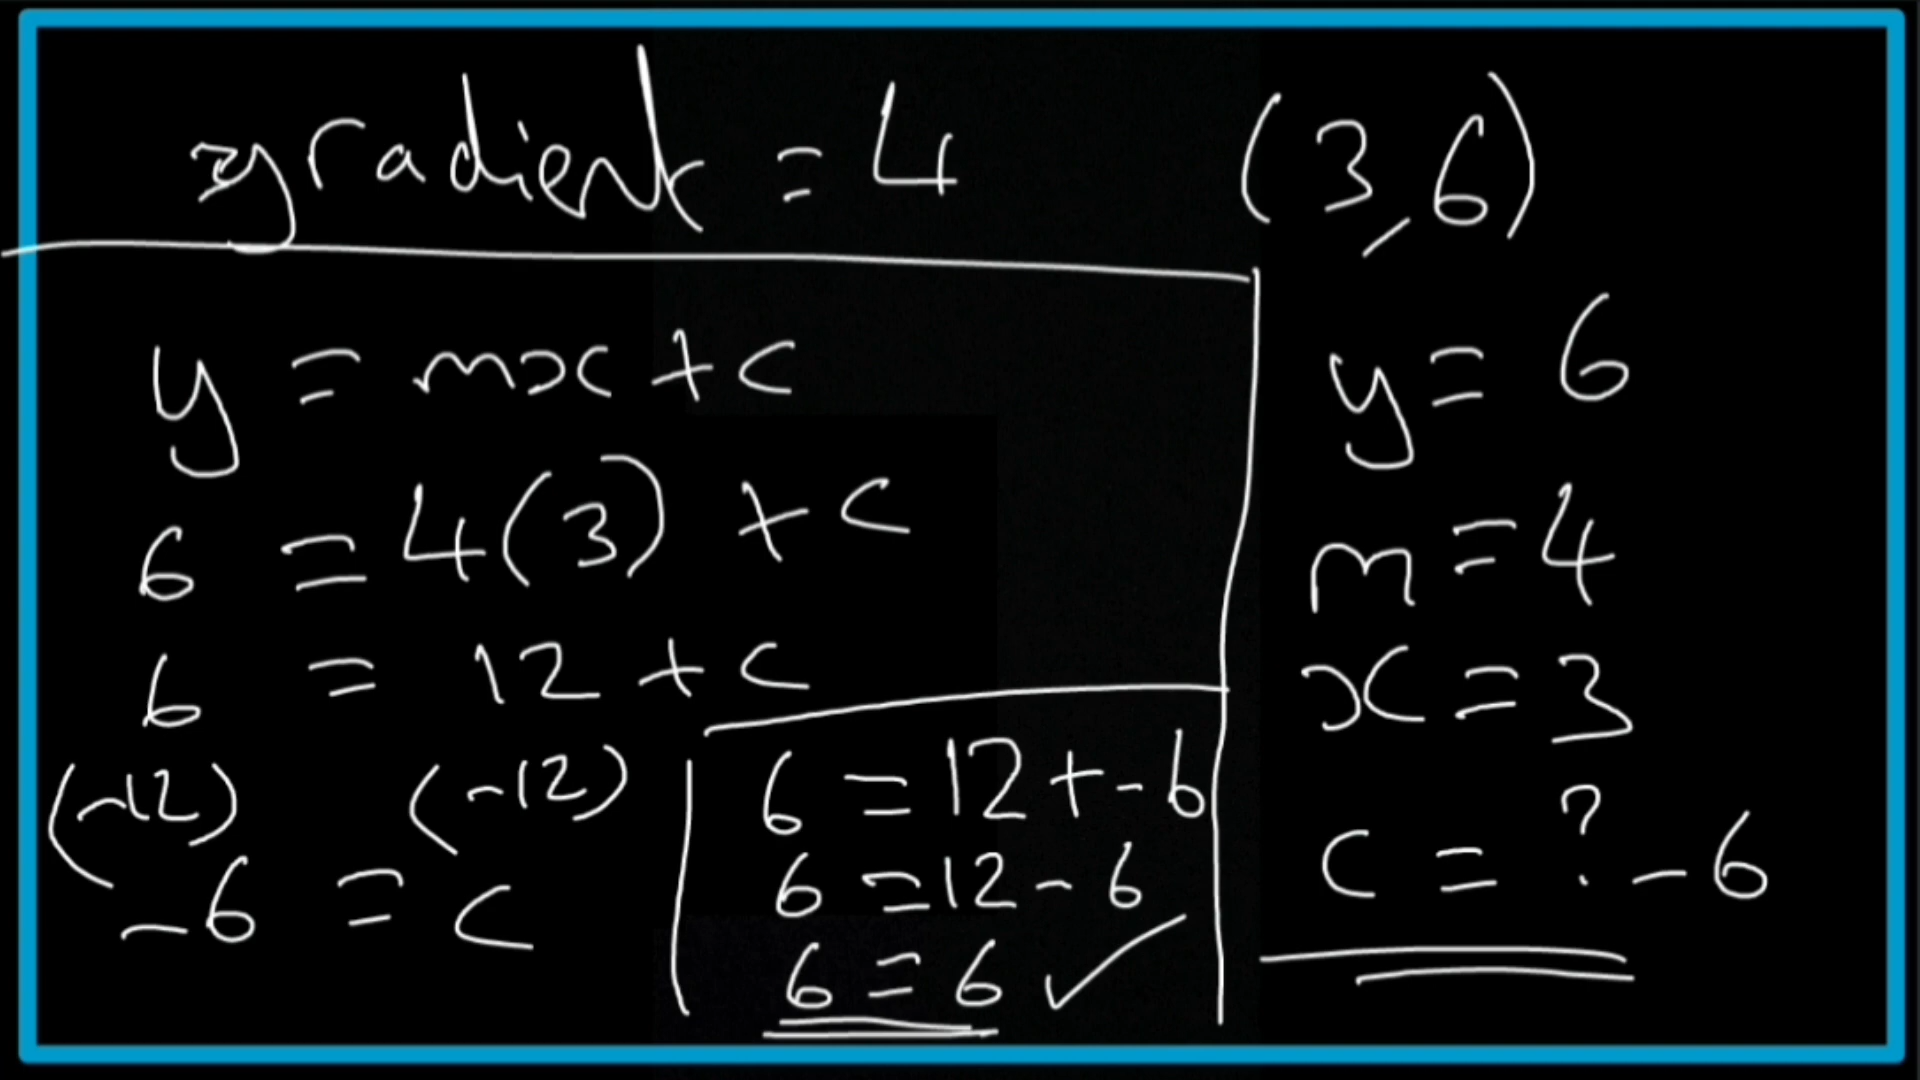 gradient = 4 (3,6)
y = mx + c
6 = 4(3) + c
6 = 12 + c
(-12) (-12)
-6 = c
6 = 12 + -6
6 = 12 - 6
6 = 6 ✓
y = 6
m = 4
x = 3
c = ? -6